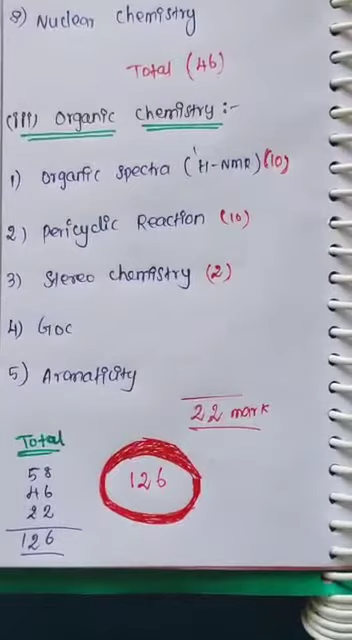 8) Nuclear Chemistry
Total (46)
(iii) Organic Chemistry :-
1) Organic Spectra (¹H-NMR) (10)
2) Pericyclic Reaction (10)
3) Stereo chemistry (2)
4) Goc
5) Aromaticity
22 mark
Total
58
46
22
126
126